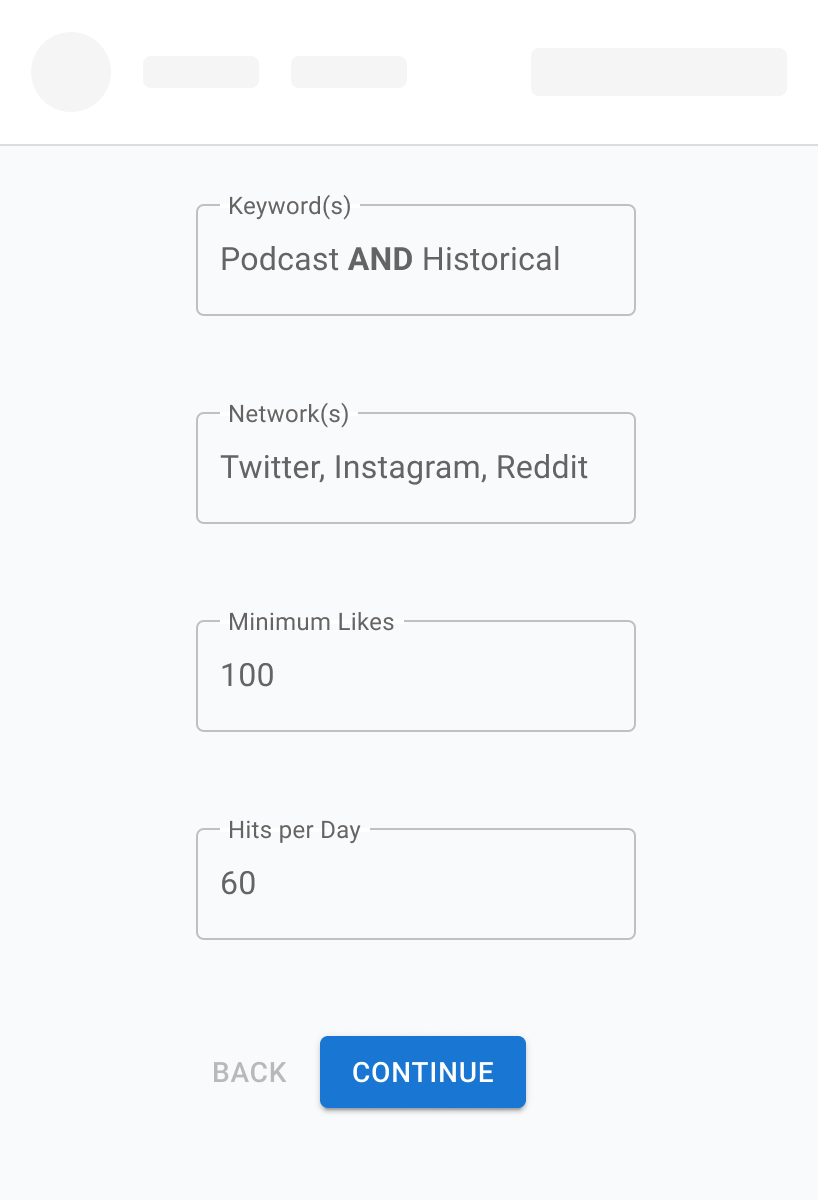 Keyword(s)
Podcast AND Historical
Network(s)
Twitter, Instagram, Reddit
Minimum Likes
100
Hits per Day
60
BACK CONTINUE